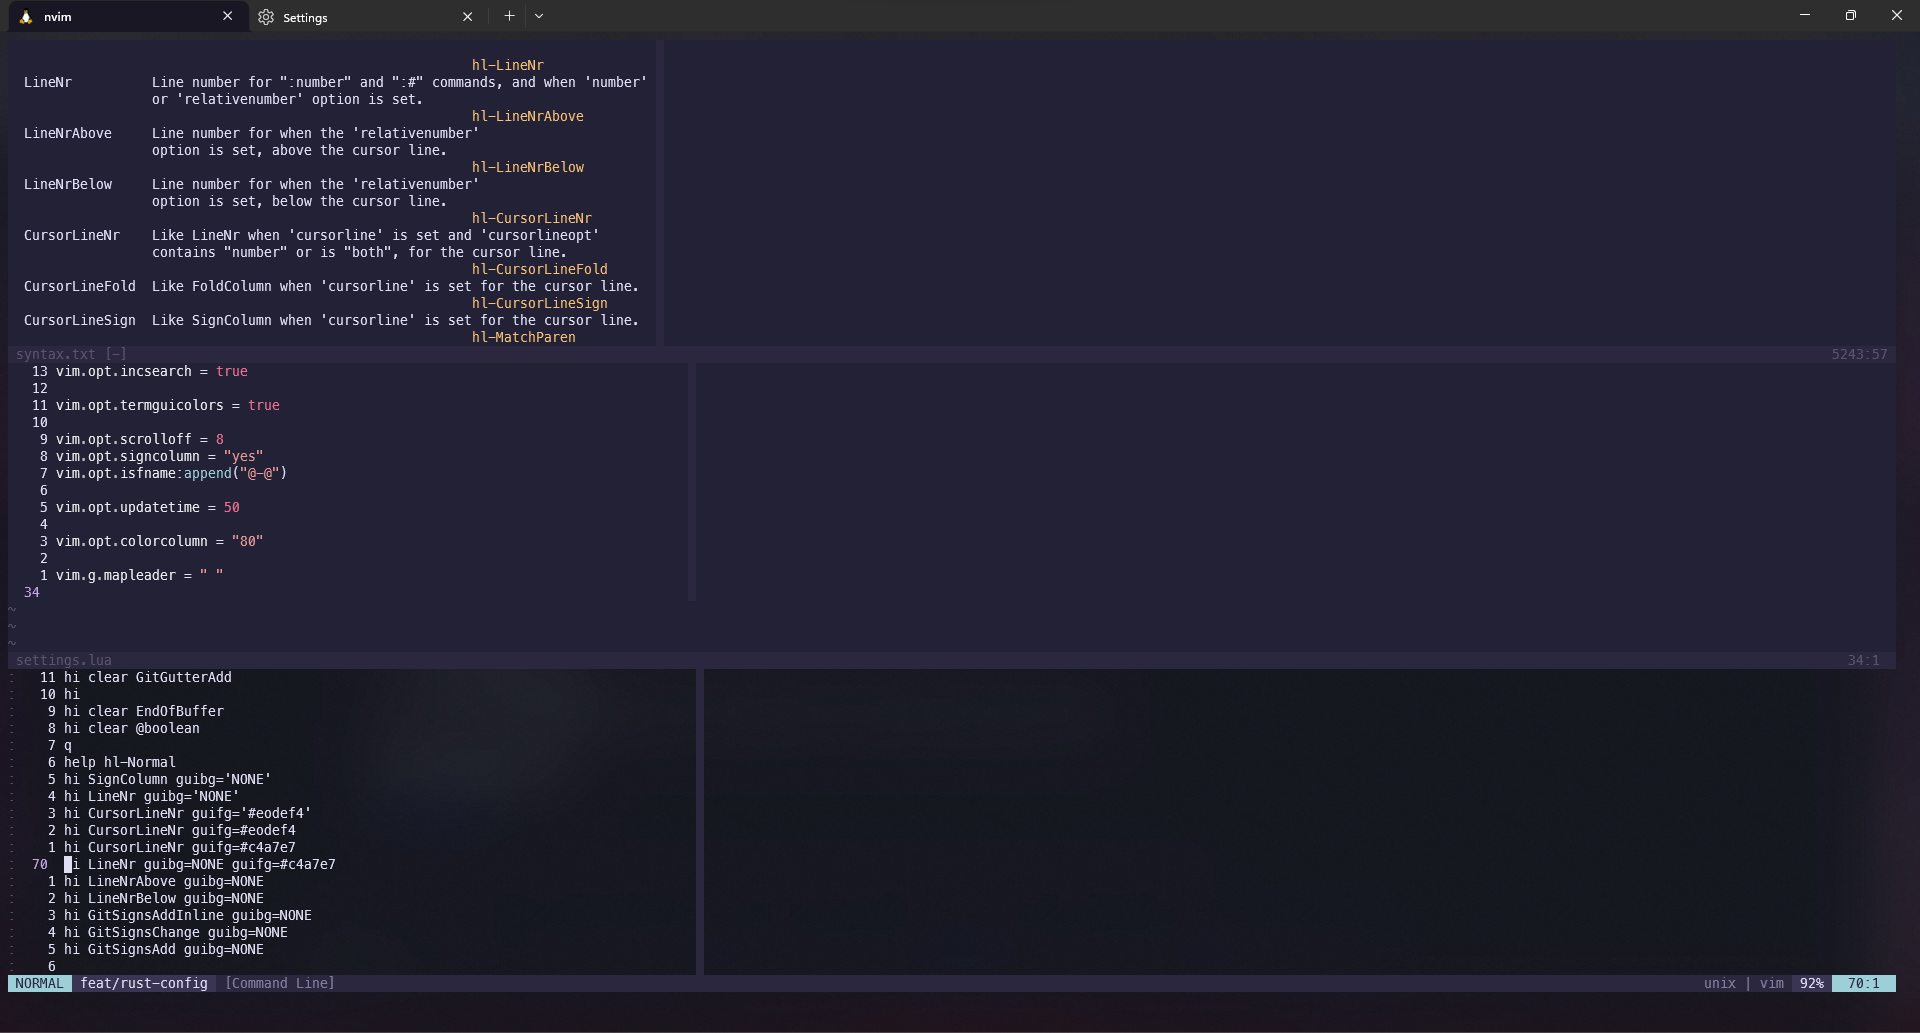 nvim
Settings
hl-LineNr
LineNr Line number for ":number" and ":#" commands, and when 'number'
or 'relativenumber' option is set.
hl-LineNrAbove
LineNrAbove Line number for when the 'relativenumber'
option is set, above the cursor line.
hl-LineNrBelow
LineNrBelow Line number for when the 'relativenumber'
option is set, below the cursor line.
hl-CursorLineNr
CursorLineNr Like LineNr when 'cursorline' is set and 'cursorlineopt'
contains "number" or is "both", for the cursor line.
hl-CursorLineFold
CursorLineFold Like FoldColumn when 'cursorline' is set for the cursor line.
hl-CursorLineSign
CursorLineSign Like SignColumn when 'cursorline' is set for the cursor line.
hl-MatchParen
syntax.txt [-] 5243:57
13 vim.opt.incsearch = true
12
11 vim.opt.termguicolors = true
10
9 vim.opt.scrolloff = 8
8 vim.opt.signcolumn = "yes"
7 vim.opt.isfname:append("@-@")
6
5 vim.opt.updatetime = 50
4
3 vim.opt.colorcolumn = "80"
2
1 vim.g.mapleader = " "
34
~
~
~
settings.lua 34:1
: 11 hi clear GitGutterAdd
: 10 hi
: 9 hi clear EndOfBuffer
: 8 hi clear @boolean
: 7 q
: 6 help hl-Normal
: 5 hi SignColumn guibg='NONE'
: 4 hi LineNr guibg='NONE'
: 3 hi CursorLineNr guifg='#eodef4'
: 2 hi CursorLineNr guifg=#eodef4
: 1 hi CursorLineNr guifg=#c4a7e7
: 70 hi LineNr guibg=NONE guifg=#c4a7e7
: 1 hi LineNrAbove guibg=NONE
: 2 hi LineNrBelow guibg=NONE
: 3 hi GitSignsAddInline guibg=NONE
: 4 hi GitSignsChange guibg=NONE
: 5 hi GitSignsAdd guibg=NONE
: 6
NORMAL feat/rust-config [Command Line] unix | vim 92% 70:1